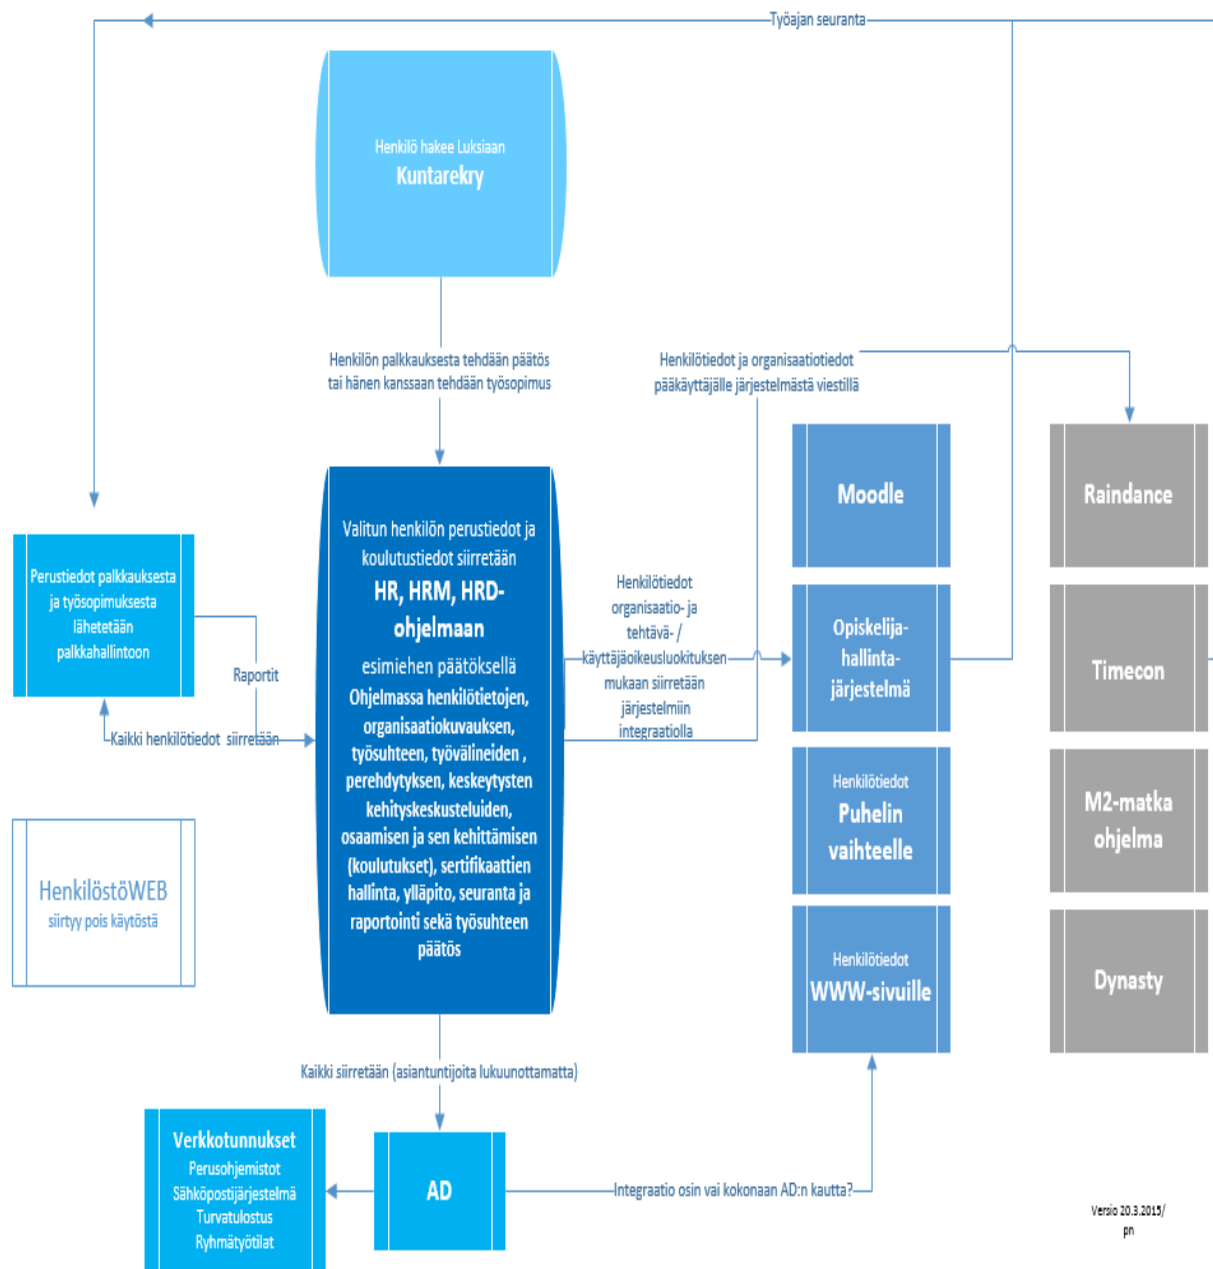 Työajan seuranta
Henkilö hakee Luksiaan
Kuntarekry
Henkilön palkkauksesta tehdään päätös
tai hänen kanssaan tehdään työsopimus
Henkilötiedot ja organisaatiotiedot
pääkäyttäjälle järjestelmästä viestillä
Perustiedot palkkauksesta
ja työsopimuksesta
lähetetään
palkkahallintoon
Raportit
Kaikki henkilötiedot siirretään
HenkilöstöWEB
siirtyy pois käytöstä
Valitun henkilön perustiedot ja
koulutustiedot siirretään
HR, HRM, HRD-
ohjelmaan
esimiehen päätöksellä
Ohjelmassa henkilötietojen,
organisaatiokuvauksen,
työsuhteen, työvälineiden ,
perehdytyksen, keskeytysten
kehityskeskusteluiden,
osaamisen ja sen kehittämisen
(koulutukset), sertifikaattien
hallinta, ylläpito, seuranta ja
raportointi sekä työsuhteen
päätös
Henkilötiedot
organisaatio- ja
tehtävä- /
käyttäjäoikeusluokituksen
mukaan siirretään
järjestelmiin
integraatiolla
Moodle
Opiskelija-
hallinta-
järjestelmä
Henkilötiedot
Puhelin
vaihteelle
Henkilötiedot
WWW-sivuille
Raindance
Timecon
M2-matka
ohjelma
Dynasty
Kaikki siirretään (asiantuntijoita lukuunottamatta)
Verkkotunnukset
Perusohjemistot
Sähköpostijärjestelmä
Turvatulostus
Ryhmätyötilat
AD
Integraatio osin vai kokonaan AD:n kautta?
Versio 20.3.2015/
pn